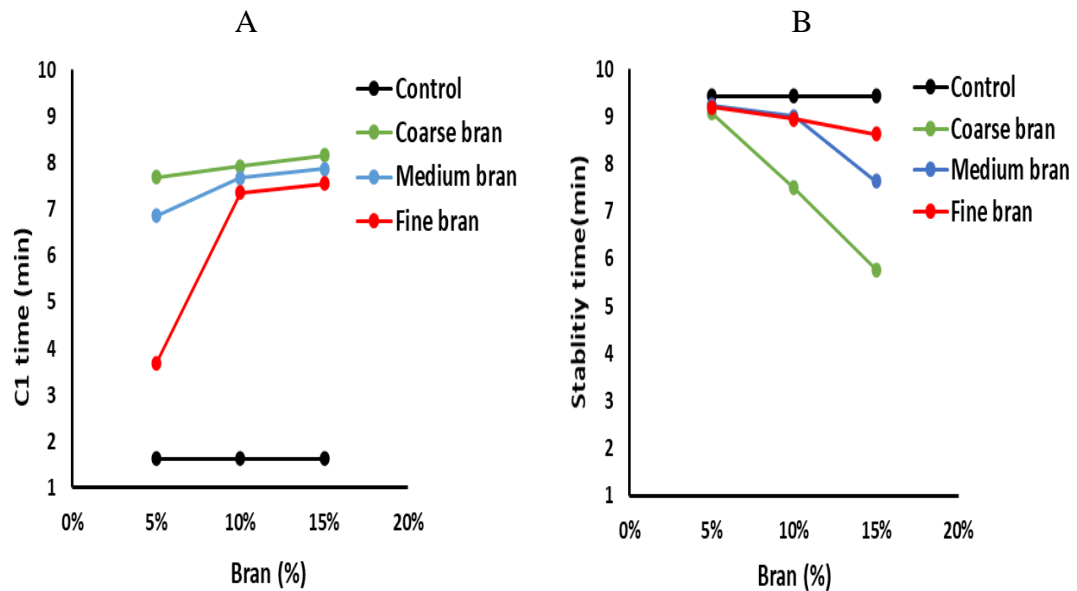 A
10
9
8
7
6
5
4
3
2
1
0%
5%
10%
15%
20%
C1 time (min)
Bran (%)
Control
Coarse bran
Medium bran
Fine bran
B
10
9
8
7
6
5
4
3
2
1
0%
5%
10%
15%
20%
Stablitiy time(min)
Bran (%)
Control
Coarse bran
Medium bran
Fine bran